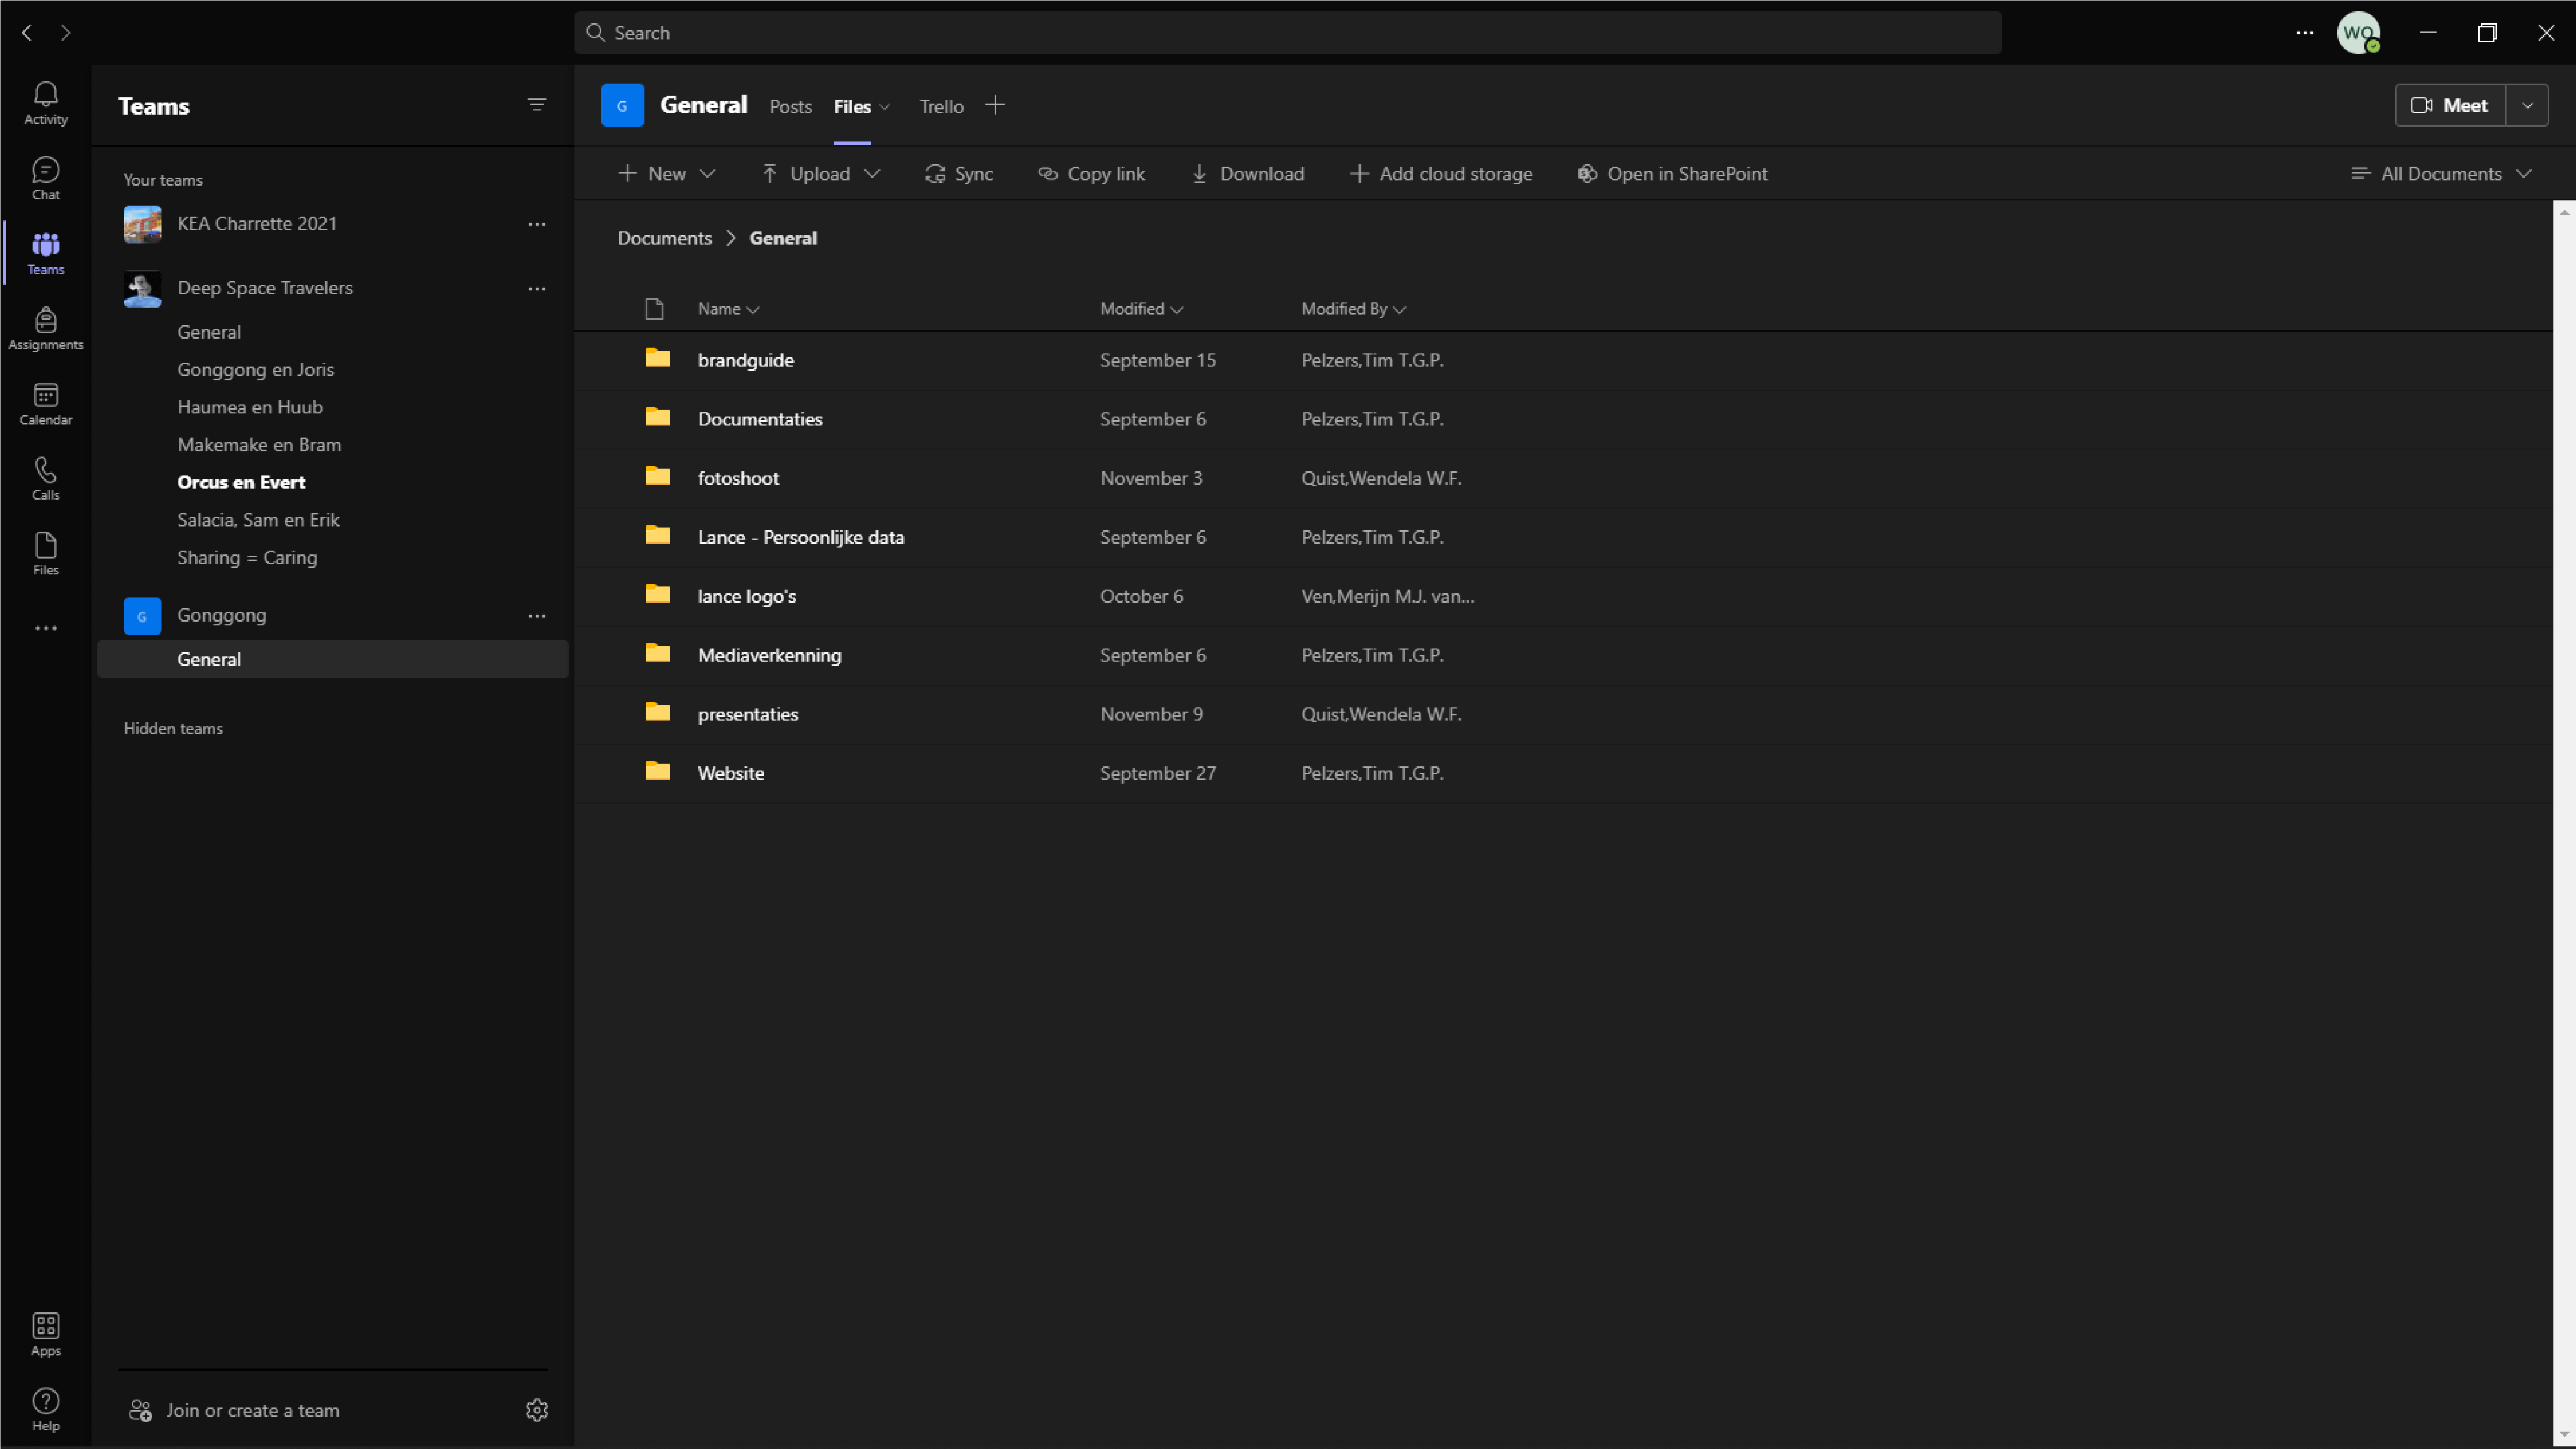 Search
WQ
Activity
Chat
Teams
Assignments
Calendar
Calls
Files
Apps
Help
Teams
Your teams
KEA Charrette 2021
Deep Space Travelers
General
Gonggong en Joris
Haumea en Huub
Makemake en Bram
Orcus en Evert
Salacia, Sam en Erik
Sharing = Caring
G Gonggong
General
Hidden teams
Join or create a team
G General Posts Files Trello
Meet
New Upload Sync Copy link Download Add cloud storage Open in SharePoint All Documents
Documents > General
Name Modified Modified By
brandguide September 15 Pelzers,Tim T.G.P.
Documentaties September 6 Pelzers,Tim T.G.P.
fotoshoot November 3 Quist,Wendela W.F.
Lance - Persoonlijke data September 6 Pelzers,Tim T.G.P.
lance logo's October 6 Ven,Merijn M.J. van...
Mediaverkenning September 6 Pelzers,Tim T.G.P.
presentaties November 9 Quist,Wendela W.F.
Website September 27 Pelzers,Tim T.G.P.